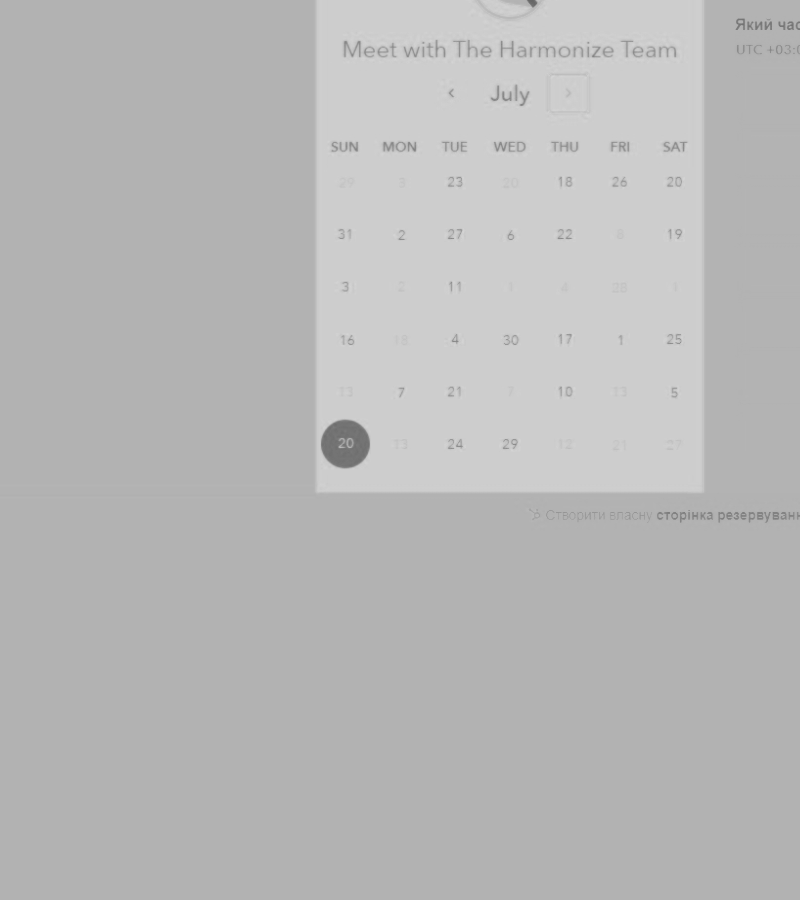 Який час
UTC +03:0
Meet with The Harmonize Team
‹ July ›
SUN MON TUE WED THU FRI SAT
29 3 23 20 18 26 20
31 2 27 6 22 8 19
3 2 11 1 4 28 1
16 18 4 30 17 1 25
13 7 21 7 10 13 5
20 13 24 29 12 21 27
Створити власну сторінка резервуванн